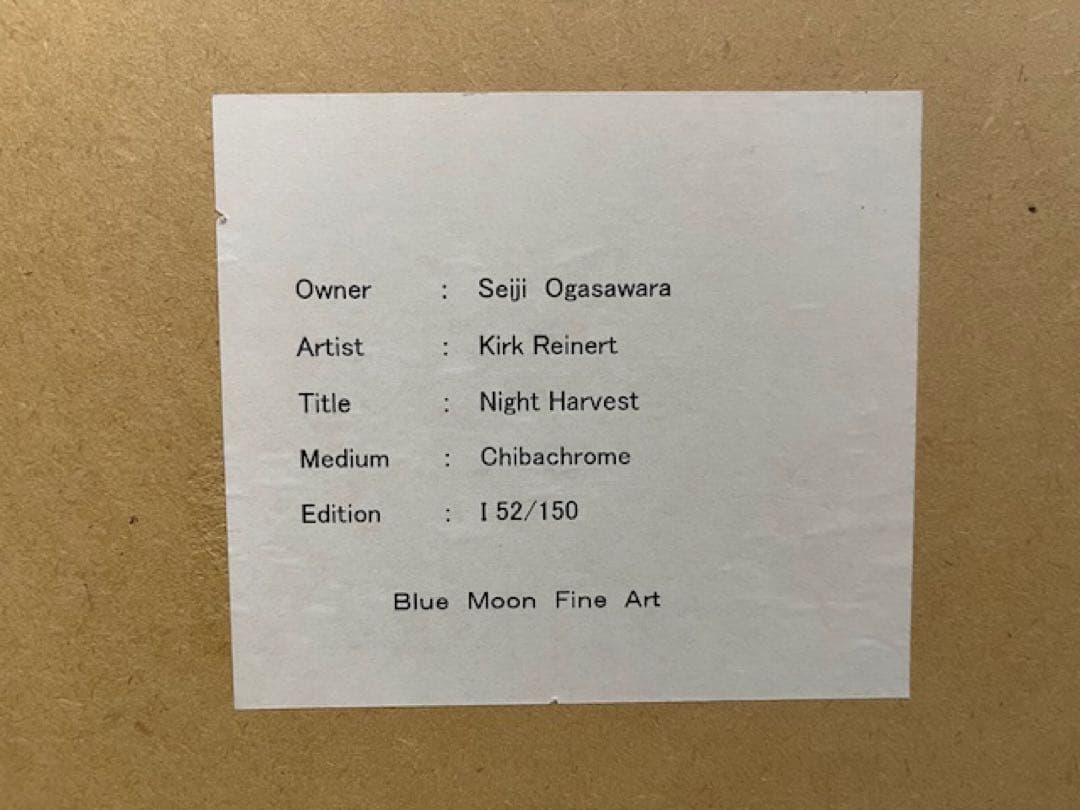 Owner : Seiji Ogasawara
Artist : Kirk Reinert
Title : Night Harvest
Medium : Chibachrome
Edition : I 52/150
Blue Moon Fine Art